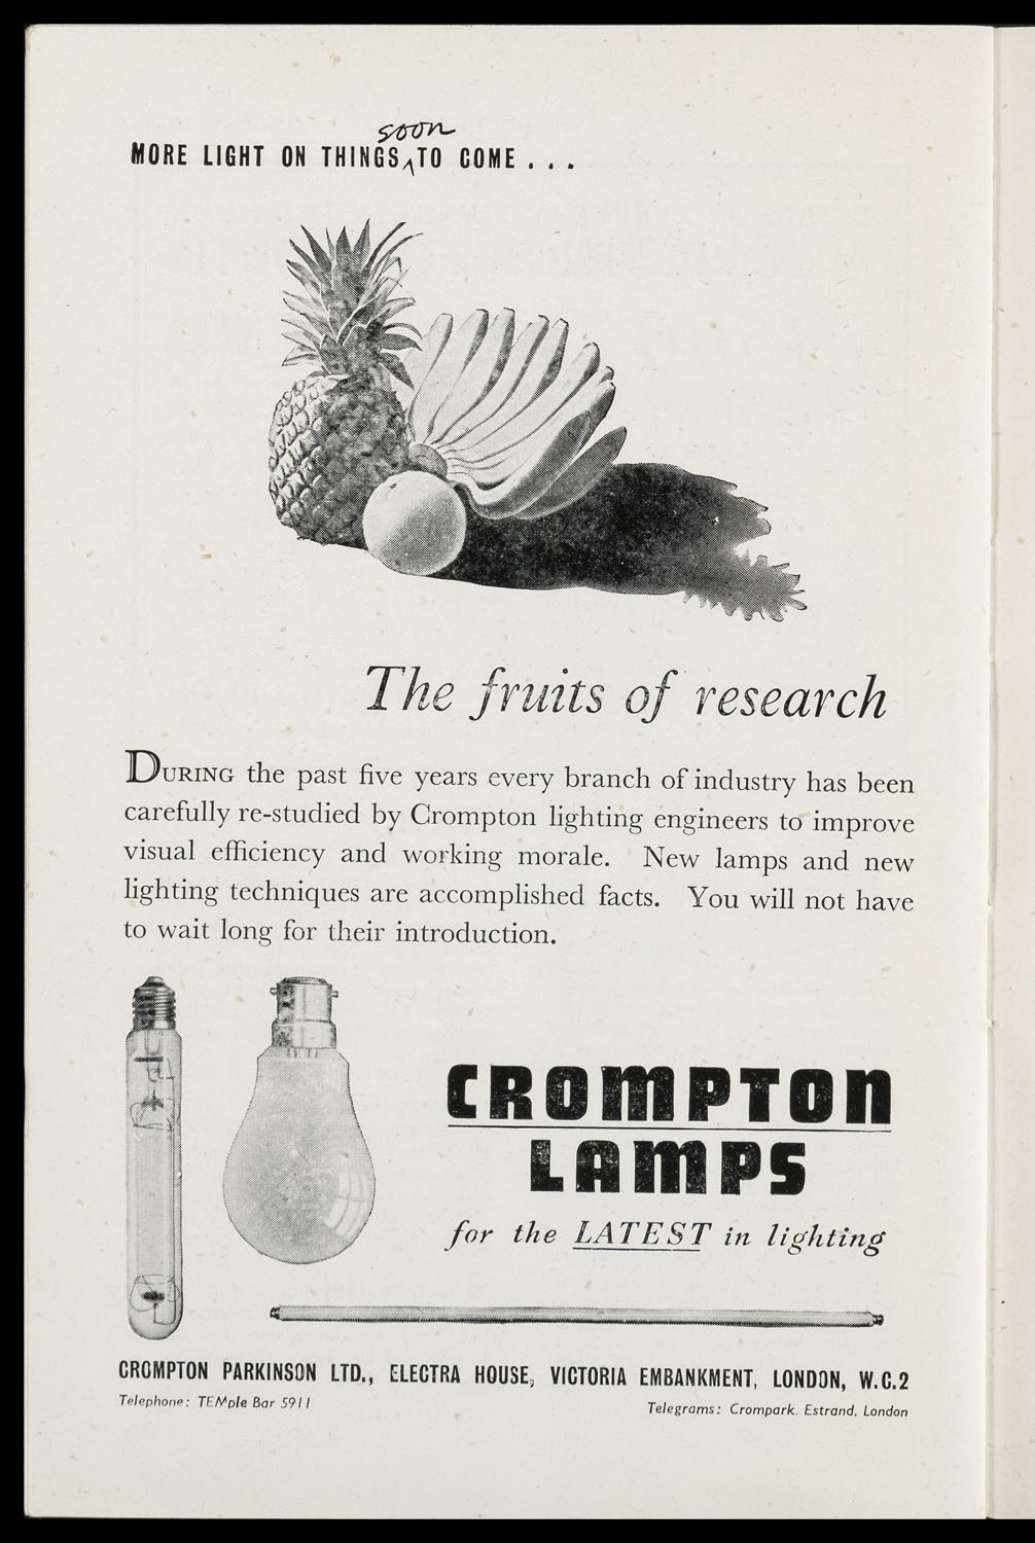 MORE LIGHT ON THINGS soon TO COME . . .
The fruits of research
DURING the past five years every branch of industry has been
carefully re-studied by Crompton lighting engineers to improve
visual efficiency and working morale. New lamps and new
lighting techniques are accomplished facts. You will not have
to wait long for their introduction.
CROMPTON
LAMPS
for the LATEST in lighting
CROMPTON PARKINSON LTD., ELECTRA HOUSE, VICTORIA EMBANKMENT, LONDON, W.C.2
Telephone: TEMple Bar 5911
Telegrams: Crompark. Estrand, London